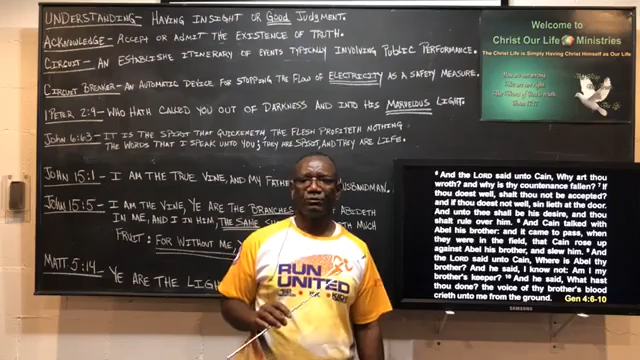 Understanding- Having Insight or Good Judgment.
Acknowledge- Accept or Admit the Existence of Truth.
Circuit- An Establishe Itinerary of Events Typically Involving Public Performance.
Circuit Breaker- An Automatic Device for Stopping the Flow of Electricity as a Safety Measure.
1 Peter. 2:9- Who Hath Called You Out of Darkness and Into His Marvelous Light.
John 6:63- It is the Spirit that Quickeneth the Flesh Profiteth Nothing
the Words that I Speak Unto You; They are Spirit, and They are Life.
John 15:1- I am the True Vine, and My Fath
sbandman.
John 15:5- I am the Vine, Ye are the Branches
Abideth
in Me, and I in Him, the Same
th Much
Fruit: For Without Me
Matt. 5:14- Ye are the Ligh
Welcome to
Christ Our Life Ministries
The Christ Life is Simply Having Christ Himself as Our Life
The Life
6 And the LORD said unto Cain, Why art thou
wroth? and why is thy countenance fallen? 7 If
thou doest well, shalt thou not be accepted?
and if thou doest not well, sin lieth at the door.
And unto thee shall be his desire, and thou
shalt rule over him. 8 And Cain talked with
Abel his brother: and it came to pass, when
they were in the field, that Cain rose up
against Abel his brother, and slew him. 9 And
the LORD said unto Cain, Where is Abel thy
brother? And he said, I know not: Am I my
brother's keeper? 10 And he said, What hast
thou done? the voice of thy brother's blood
crieth unto me from the ground. Gen 4:6-10
SAMSUNG
RUN
UNITED
5K